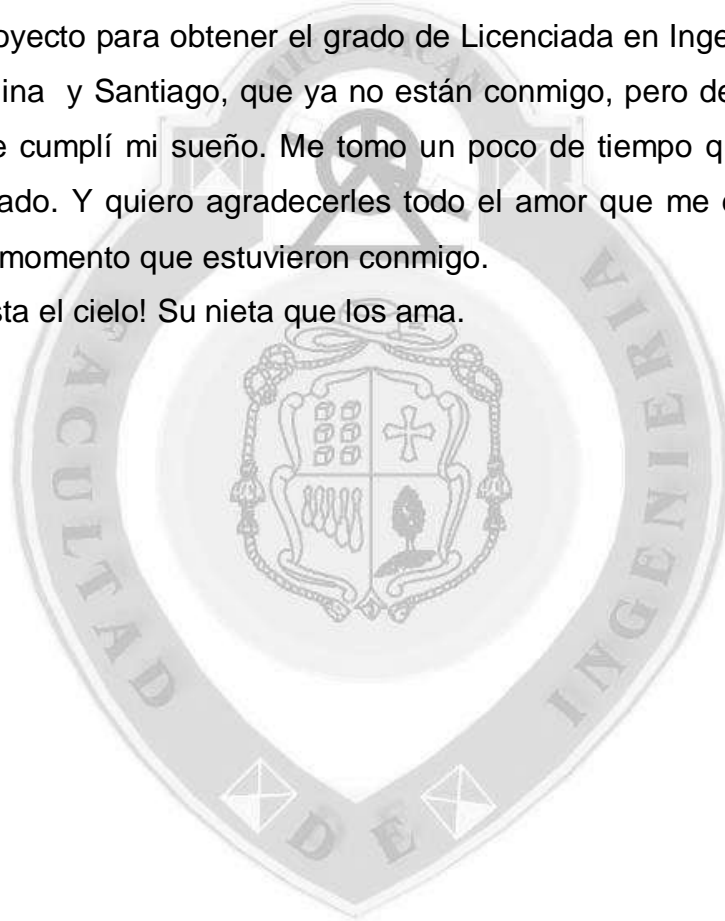 oyecto para obtener el grado de Licenciada en Inge
ina y Santiago, que ya no están conmigo, pero de
e cumplí mi sueño. Me tomo un poco de tiempo q
ado. Y quiero agradecerles todo el amor que me
momento que estuvieron conmigo.
sta el cielo! Su nieta que los ama.
FACULTAD DE INGENIERIA